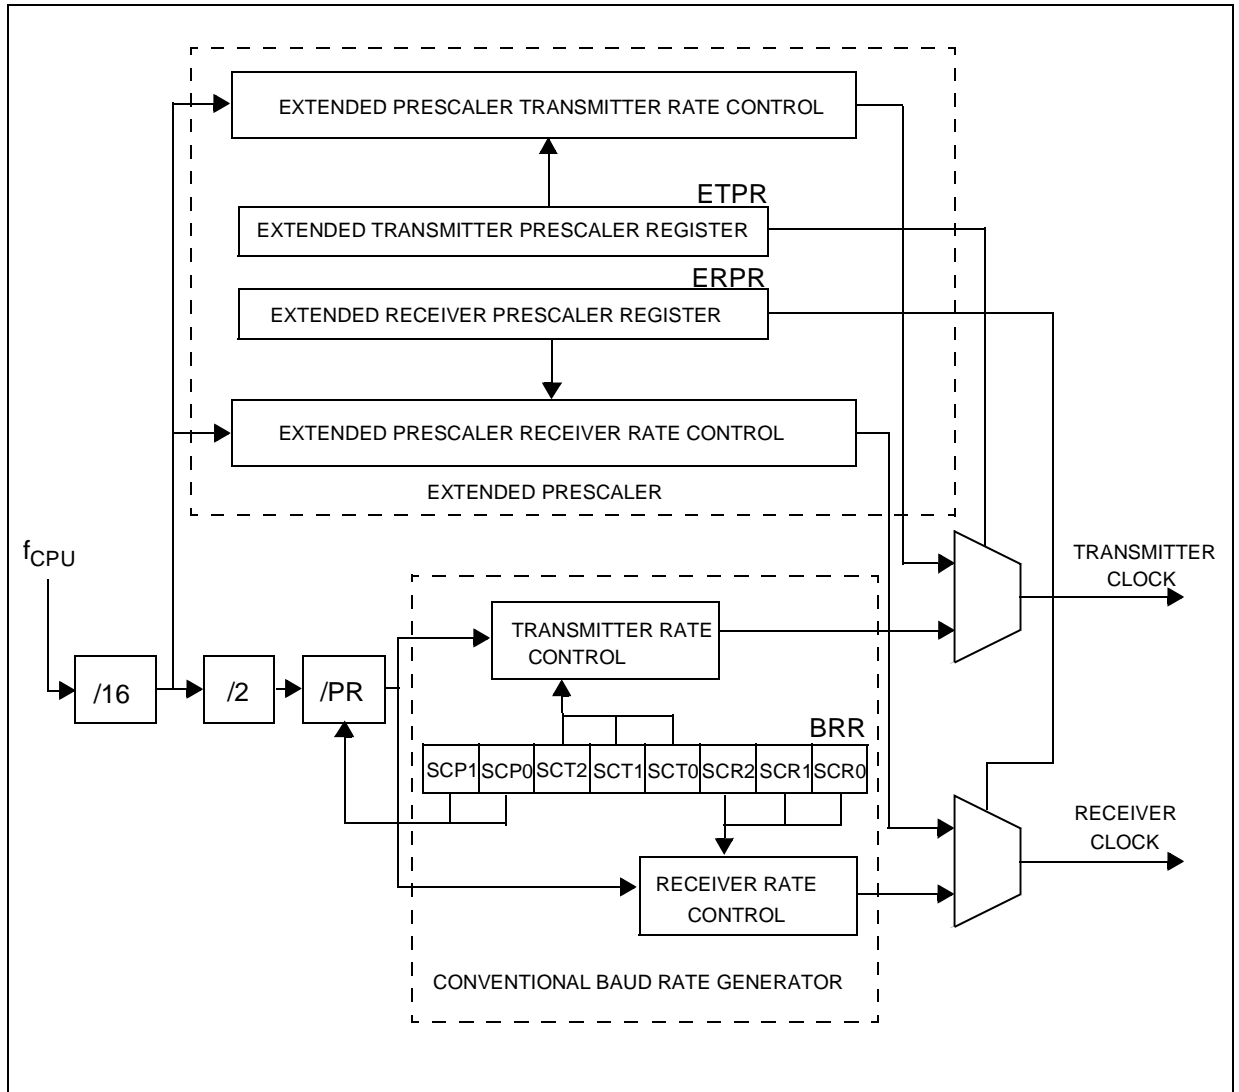 EXTENDED PRESCALER TRANSMITTER RATE CONTROL
ETPR
EXTENDED TRANSMITTER PRESCALER REGISTER
ERPR
EXTENDED RECEIVER PRESCALER REGISTER
EXTENDED PRESCALER RECEIVER RATE CONTROL
EXTENDED PRESCALER
fCPU
TRANSMITTER
CLOCK
TRANSMITTER RATE
CONTROL
/16
/2
/PR
BRR
SCP1 SCP0 SCT2 SCT1 SCT0 SCR2 SCR1 SCR0
RECEIVER
CLOCK
RECEIVER RATE
CONTROL
CONVENTIONAL BAUD RATE GENERATOR